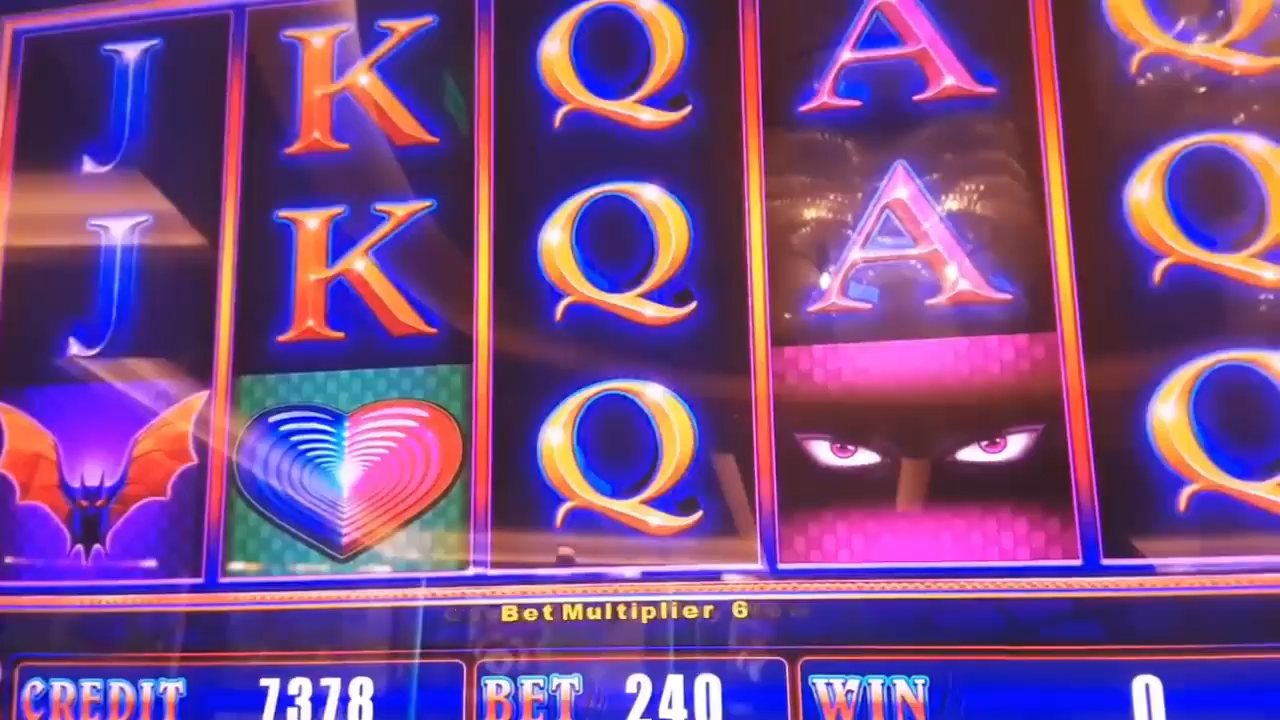 J K Q A Q
J K Q A Q
Q Q
Bet Multiplier 6
CREDIT 7378 BET 240 WIN 0